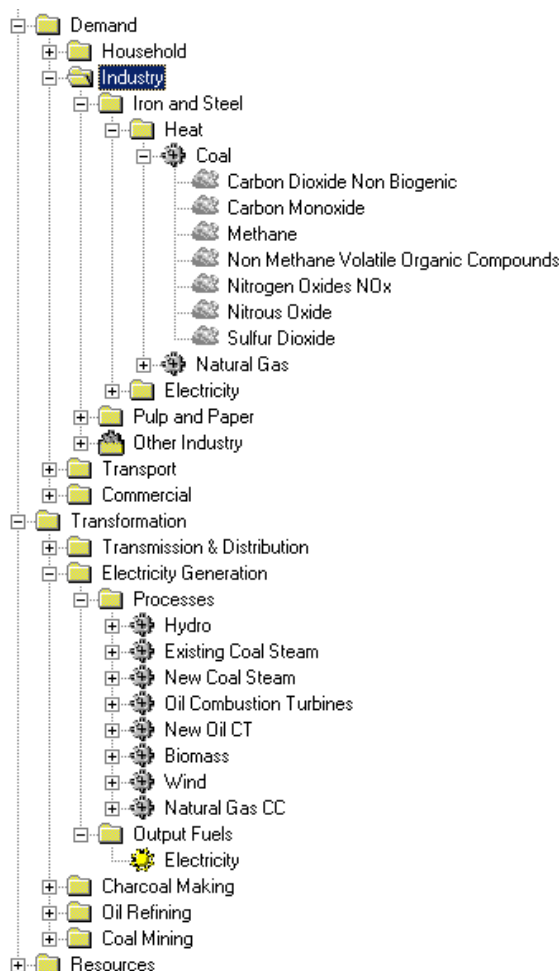 Demand
Household
Industry
Iron and Steel
Heat
Coal
Carbon Dioxide Non Biogenic
Carbon Monoxide
Methane
Non Methane Volatile Organic Compounds
Nitrogen Oxides NOx
Nitrous Oxide
Sulfur Dioxide
Natural Gas
Electricity
Pulp and Paper
Other Industry
Transport
Commercial
Transformation
Transmission & Distribution
Electricity Generation
Processes
Hydro
Existing Coal Steam
New Coal Steam
Oil Combustion Turbines
New Oil CT
Biomass
Wind
Natural Gas CC
Output Fuels
Electricity
Charcoal Making
Oil Refining
Coal Mining
Resources